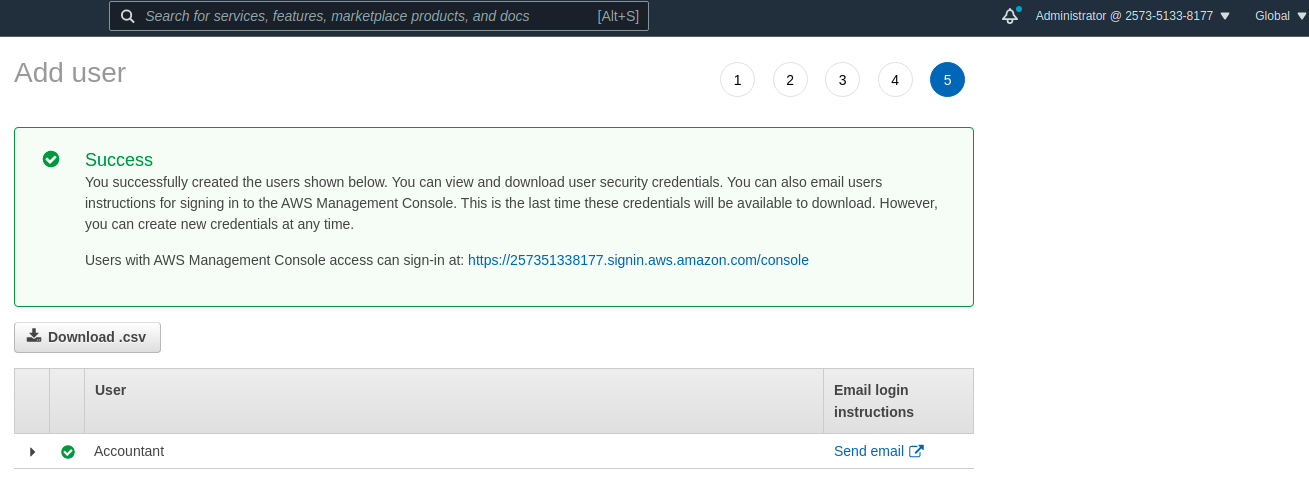 Search for services, features, marketplace products, and docs [Alt+S] Administrator @ 2573-5133-8177 Global
Add user 1 2 3 4 5
Success
You successfully created the users shown below. You can view and download user security credentials. You can also email users
instructions for signing in to the AWS Management Console. This is the last time these credentials will be available to download. However,
you can create new credentials at any time.
Users with AWS Management Console access can sign-in at: https://257351338177.signin.aws.amazon.com/console
Download .csv
User Email login
instructions
Accountant Send email